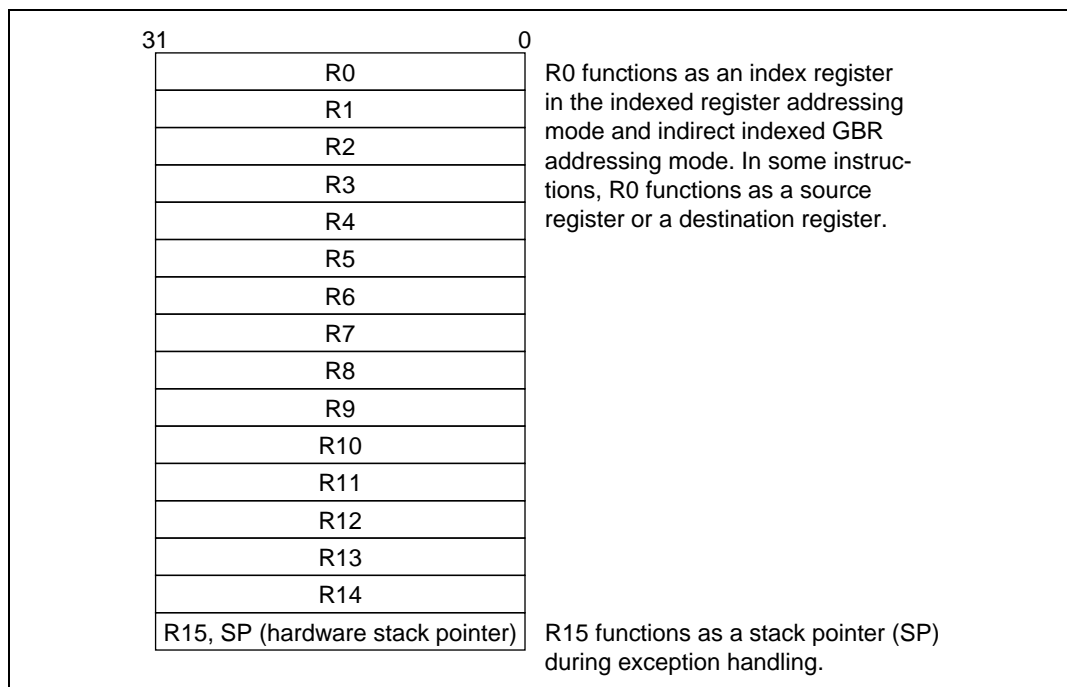 31 0
R0
R0 functions as an index register
in the indexed register addressing
mode and indirect indexed GBR
addressing mode. In some instruc-
tions, R0 functions as a source
register or a destination register.
R1
R2
R3
R4
R5
R6
R7
R8
R9
R10
R11
R12
R13
R14
R15, SP (hardware stack pointer)
R15 functions as a stack pointer (SP)
during exception handling.